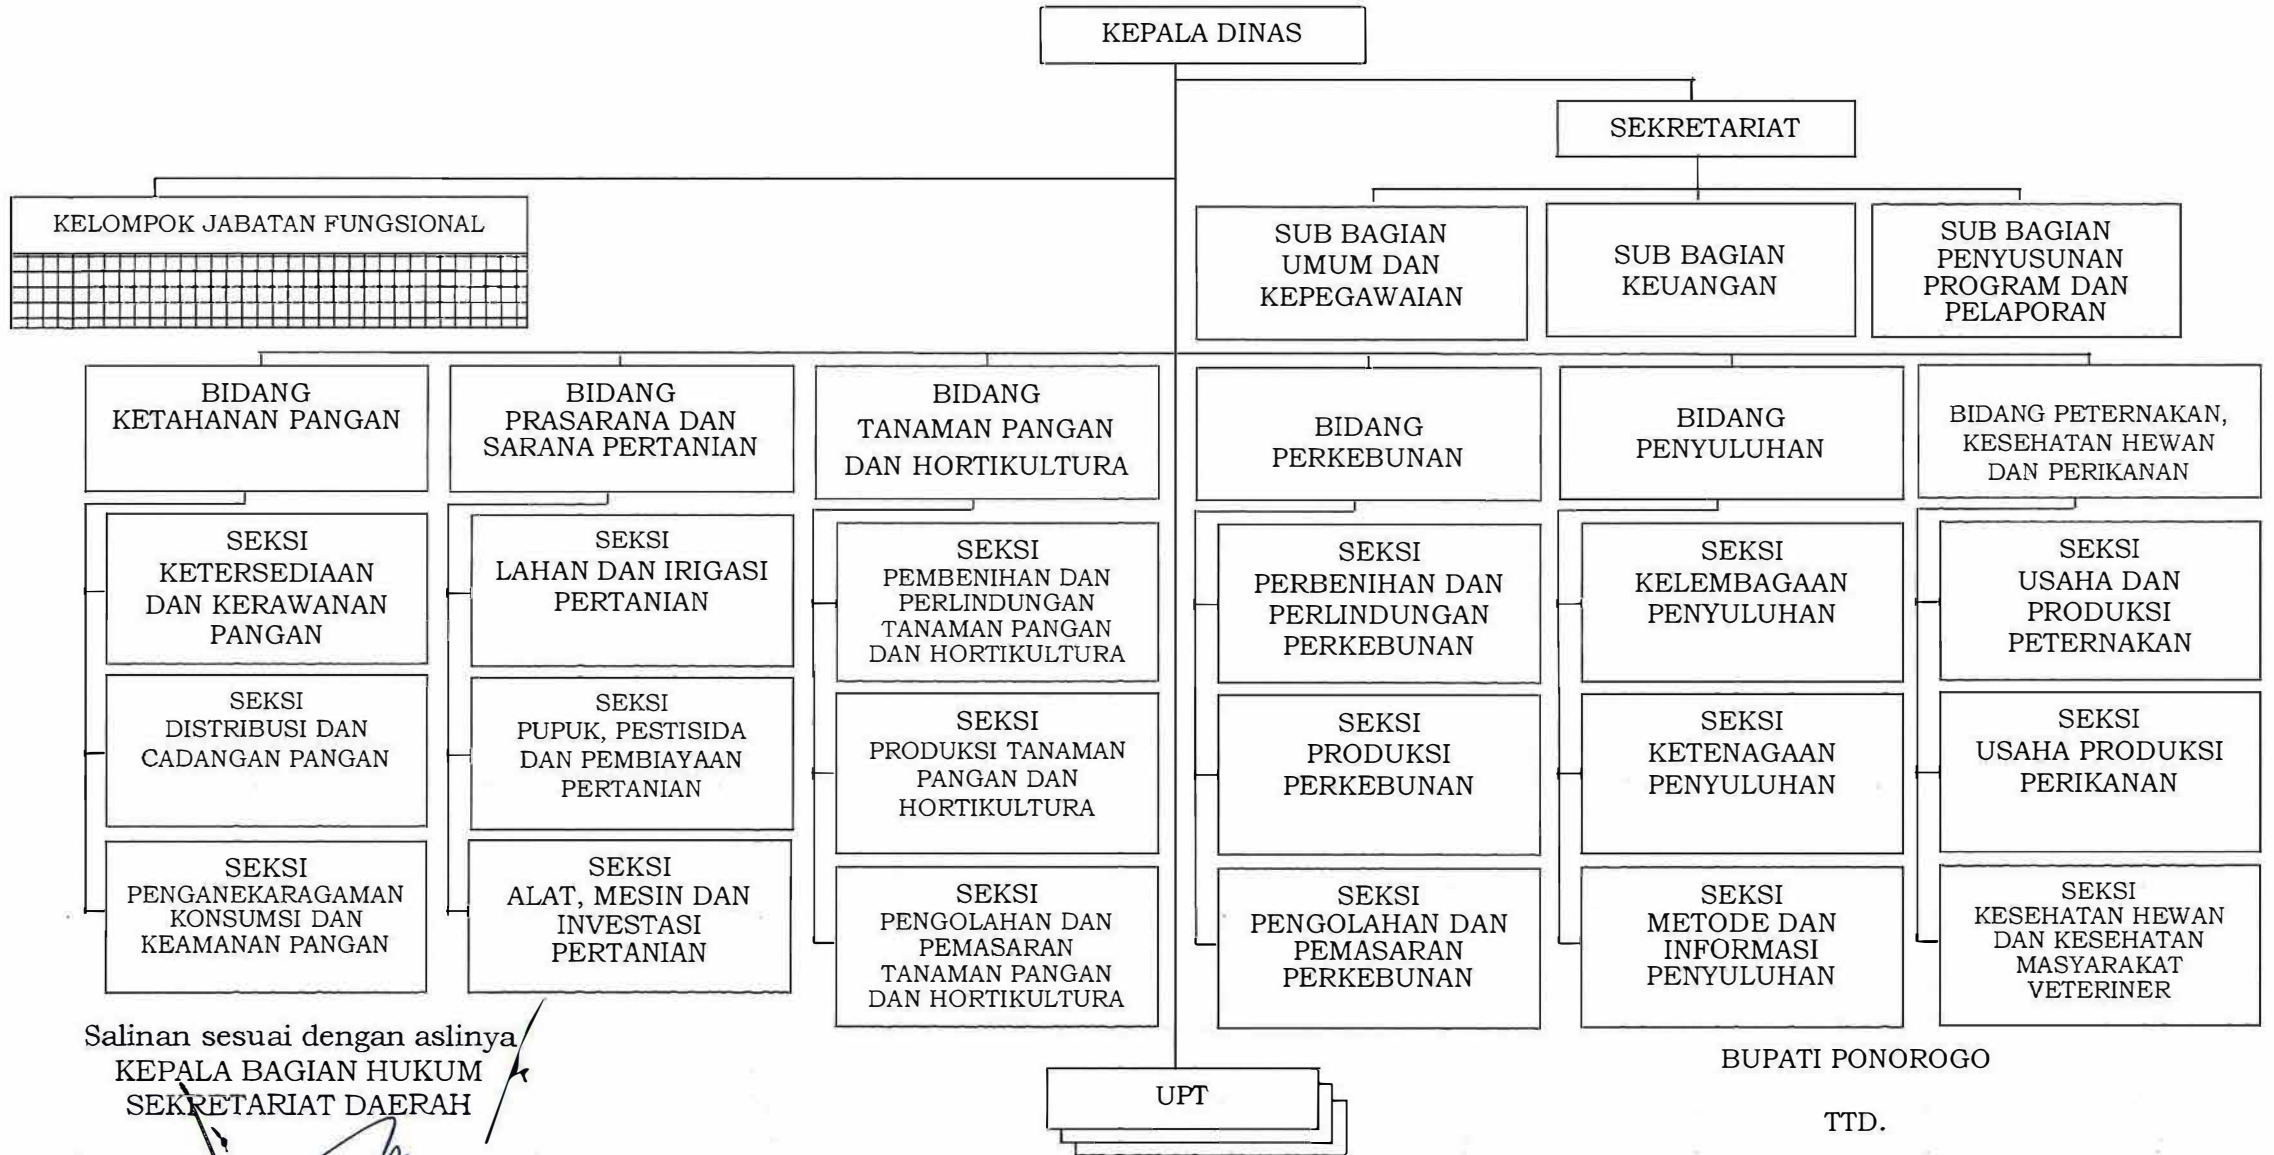 KEPALA DINAS
SEKRETARIAT
KELOMPOK JABATAN FUNGSIONAL
SUB BAGIAN
UMUM DAN
KEPEGAWAIAN
SUB BAGIAN
KEUANGAN
SUB BAGIAN
PENYUSUNAN
PROGRAM DAN
PELAPORAN
BIDANG
KETAHANAN PANGAN
SEKSI
KETERSEDIAAN
DAN KERAWANAN
PANGAN
SEKSI
DISTRIBUSI DAN
CADANGAN PANGAN
SEKSI
PENGANEKARAGAMAN
KONSUMSI DAN
KEAMANAN PANGAN
BIDANG
PRASARANA DAN
SARANA PERTANIAN
SEKSI
LAHAN DAN IRIGASI
PERTANIAN
SEKSI
PUPUK, PESTISIDA
DAN PEMBIAYAAN
PERTANIAN
SEKSI
ALAT, MESIN DAN
INVESTASI
PERTANIAN
BIDANG
TANAMAN PANGAN
DAN HORTIKULTURA
SEKSI
PEMBENIHAN DAN
PERLINDUNGAN
TANAMAN PANGAN
DAN HORTIKULTURA
SEKSI
PRODUKSI TANAMAN
PANGAN DAN
HORTIKULTURA
SEKSI
PENGOLAHAN DAN
PEMASARAN
TANAMAN PANGAN
DAN HORTIKULTURA
BIDANG
PERKEBUNAN
SEKSI
PERBENIHAN DAN
PERLINDUNGAN
PERKEBUNAN
SEKSI
PRODUKSI
PERKEBUNAN
SEKSI
PENGOLAHAN DAN
PEMASARAN
PERKEBUNAN
BIDANG
PENYULUHAN
SEKSI
KELEMBAGAAN
PENYULUHAN
SEKSI
KETENAGAAN
PENYULUHAN
SEKSI
METODE DAN
INFORMASI
PENYULUHAN
BIDANG PETERNAKAN,
KESEHATAN HEWAN
DAN PERIKANAN
SEKSI
USAHA DAN
PRODUKSI
PETERNAKAN
SEKSI
USAHA PRODUKSI
PERIKANAN
SEKSI
KESEHATAN HEWAN
DAN KESEHATAN
MASYARAKAT
VETERINER
UPT
Salinan sesuai dengan aslinya
KEPALA BAGIAN HUKUM
SEKRETARIAT DAERAH
BUPATI PONOROGO
TTD.